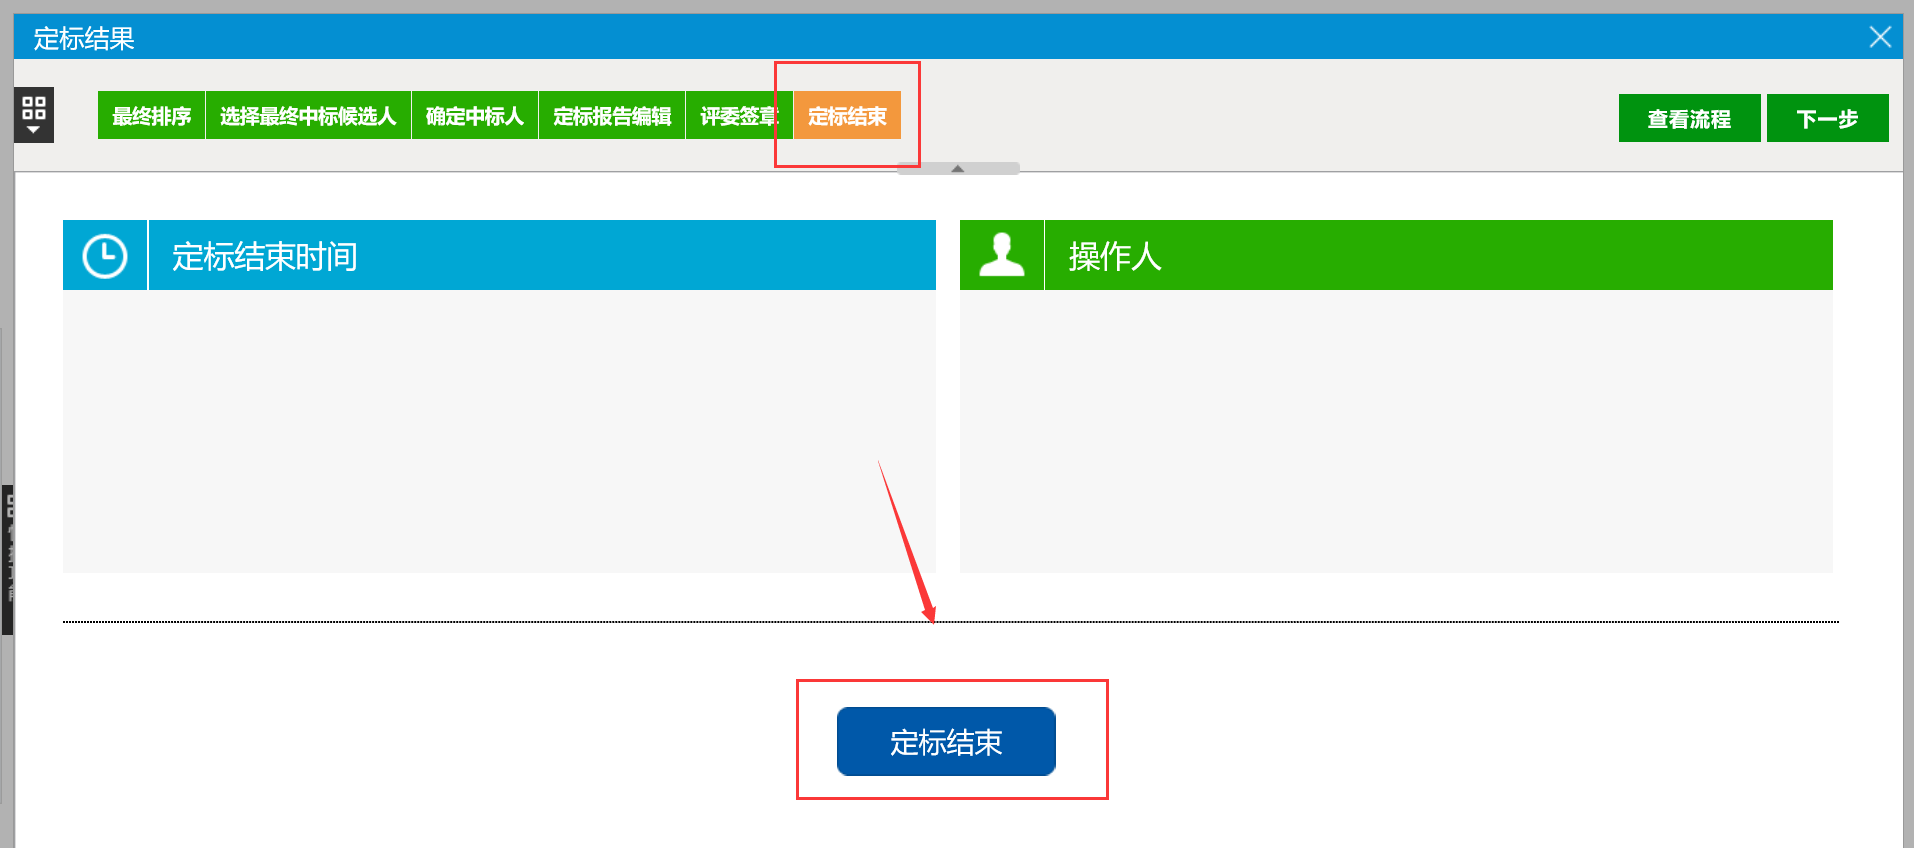 定标结果
最终排序 选择最终中标候选人 确定中标人 定标报告编辑 评委签章 定标结束 查看流程 下一步
定标结束时间 操作人
定标结束